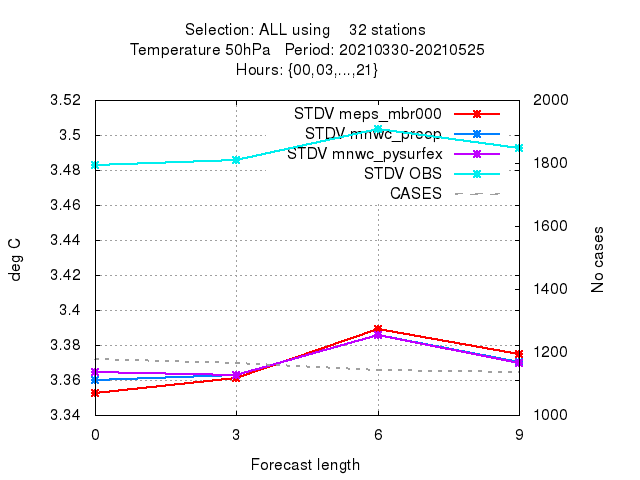 Selection: ALL using    32 stations
Temperature 50hPa   Period: 20210330-20210525
Hours: {00,03,...,21}
3.52
3.5
3.48
3.46
3.44
3.42
3.4
3.38
3.36
3.34
deg C
STDV meps_mbr000
STDV mnwc_preop
STDV mnwc_pysurfex
STDV OBS
CASES
2000
1800
1600
1400
1200
1000
No cases
0 3 6 9
Forecast length